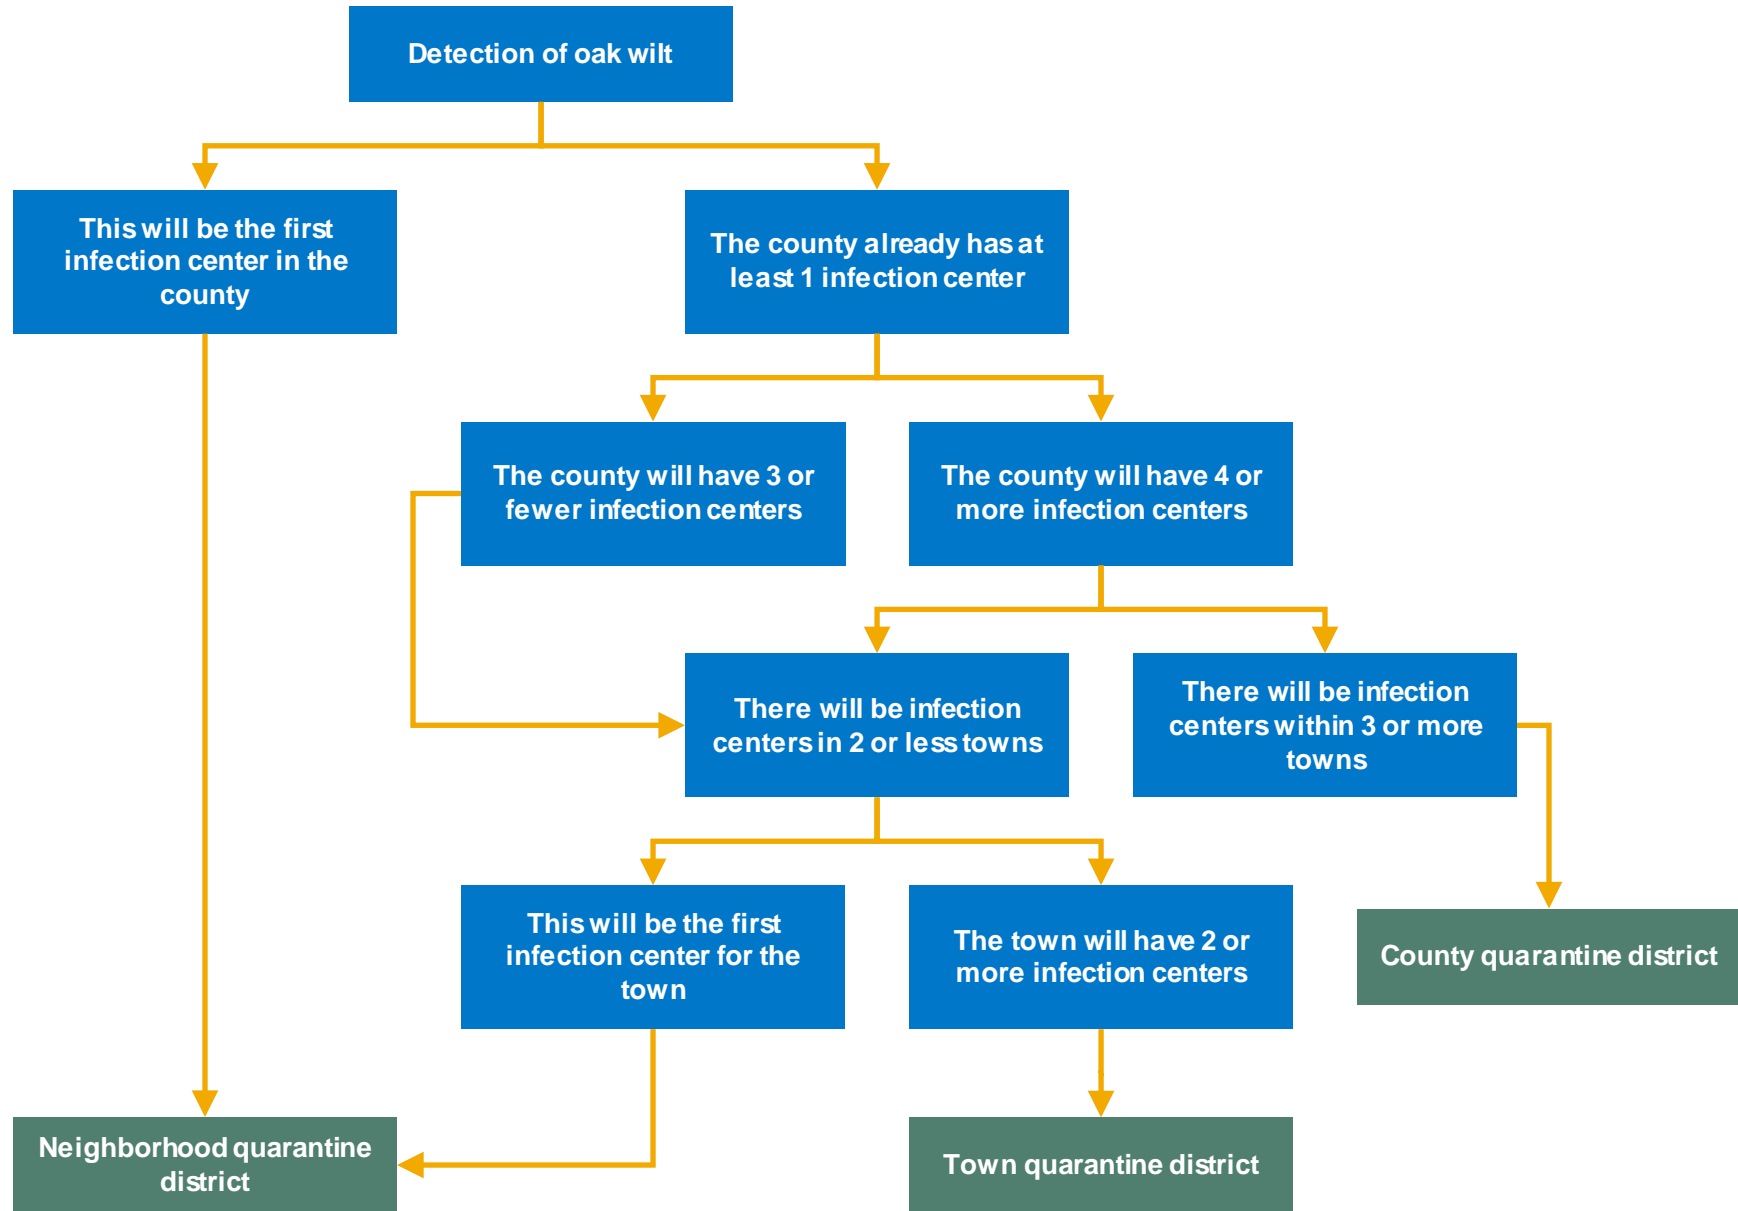 Detection of oak wilt
This will be the first
infection center in the
county
The county already has at
least 1 infection center
The county will have 3 or
fewer infection centers
The county will have 4 or
more infection centers
There will be infection
centers in 2 or less towns
There will be infection
centers within 3 or more
towns
This will be the first
infection center for the
town
The town will have 2 or
more infection centers
County quarantine district
Neighborhood quarantine
district
Town quarantine district